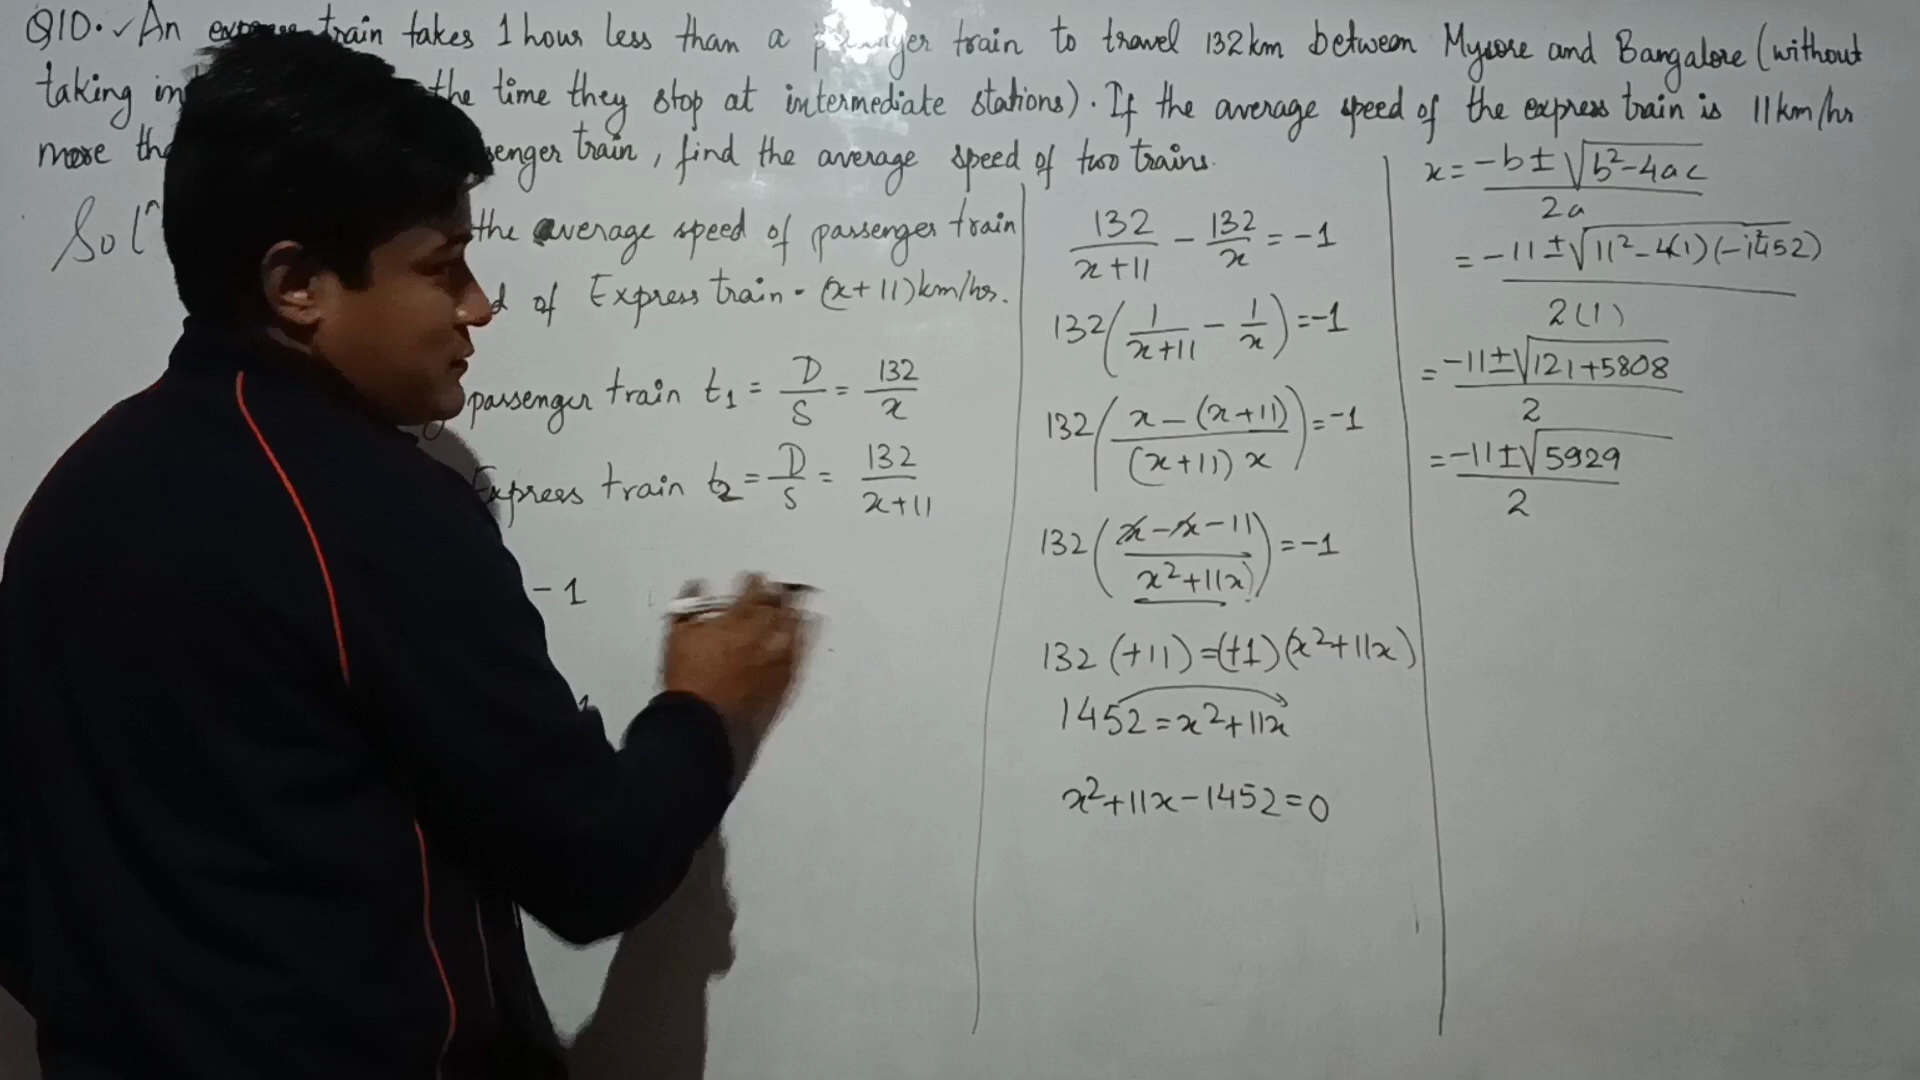 Q10. ✓ An express train takes 1 hour less than a passenger train to travel 132 km between Mysore and Bangalore (without
taking in the time they stop at intermediate stations). If the average speed of the express train is 11 km/hr
more tha senger train, find the average speed of two trains.
Solⁿ the average speed of passenger train
d of Express train - (x+11) km/hr.
passenger train t₁ = D/S = 132/x
Express train t₂ = D/S = 132/x+11
-1
132/x+11 - 132/x = -1
132(1/x+11 - 1/x) = -1
132(x-(x+11)/(x+11)x) = -1
132(x-x-11/x²+11x) = -1
132(+11) = (+1)(x²+11x)
1452 = x²+11x
x²+11x-1452=0
x = -b±√b²-4ac/2a
= -11±√11²-4(1)(-1452)/2(1)
= -11±√121+5808/2
= -11±√5929/2